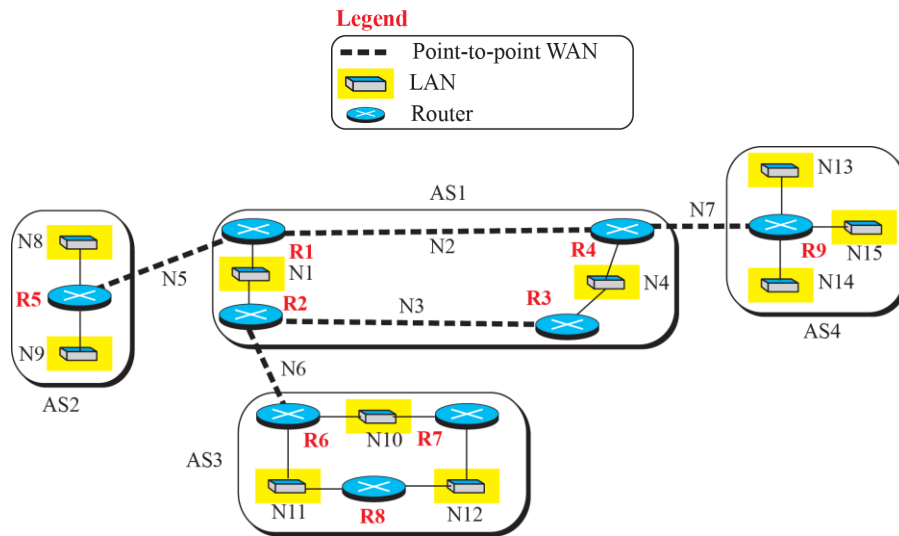 Legend
Point-to-point WAN
LAN
Router
AS1
N13
N8
N7
R1
N2
R4
R9
N15
N5
N1
R5
R2
N3
R3
N4
N14
N9
AS4
N6
AS2
R6
N10
R7
AS3
N11
R8
N12